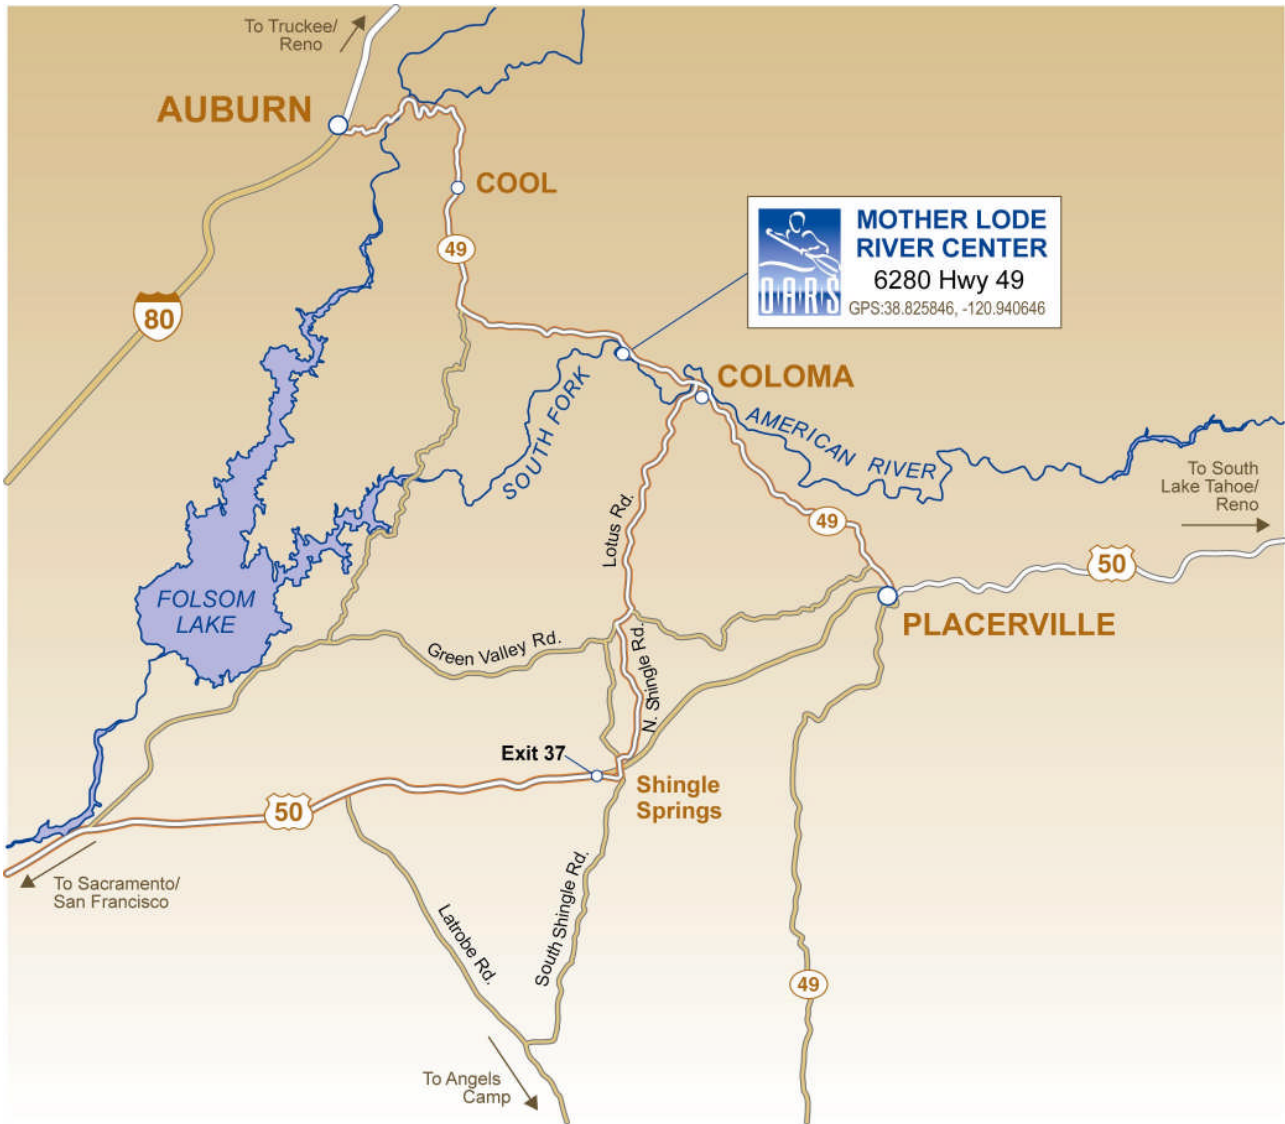 To Truckee/
Reno
AUBURN
COOL
49
80
MOTHER LODE
RIVER CENTER
6280 Hwy 49
GPS:38.825846, -120.940646
OARS
COLOMA
SOUTH FORK
AMERICAN RIVER
To South
Lake Tahoe/
Reno
Lotus Rd.
49
50
FOLSOM
LAKE
PLACERVILLE
Green Valley Rd.
N. Shingle Rd.
Exit 37
Shingle
Springs
50
To Sacramento/
San Francisco
Latrobe Rd.
South Shingle Rd.
49
To Angels
Camp